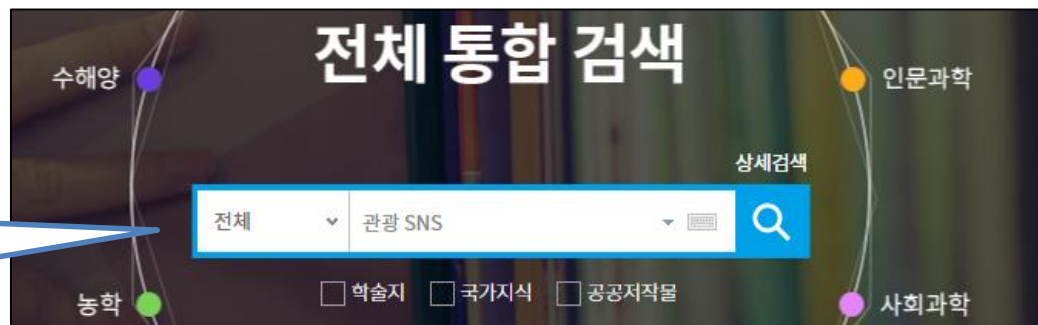 전체 통합 검색
수해양
인문과학
상세검색
전체
관광 SNS
학술지
국가지식
공공저작물
농학
사회과학